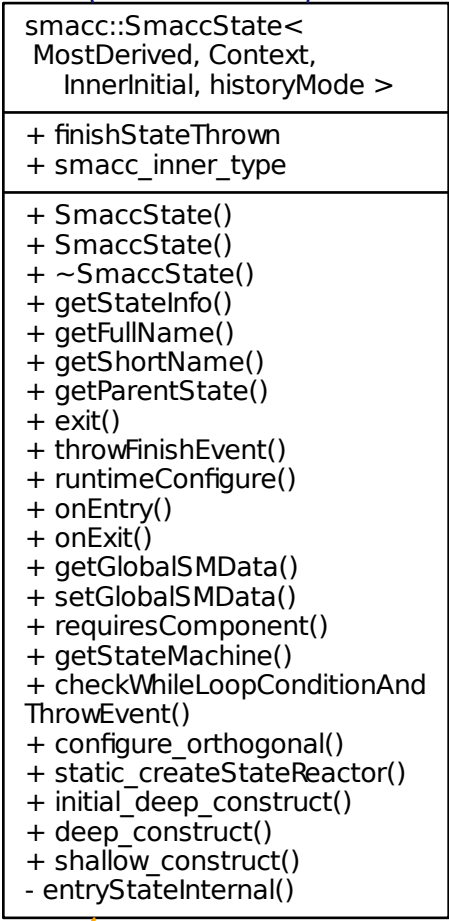 smacc::SmaccState<
MostDerived, Context,
InnerInitial, historyMode >
+ finishStateThrown
+ smacc_inner_type
+ SmaccState()
+ SmaccState()
+ ~SmaccState()
+ getStateInfo()
+ getFullName()
+ getShortName()
+ getParentState()
+ exit()
+ throwFinishEvent()
+ runtimeConfigure()
+ onEntry()
+ onExit()
+ getGlobalSMData()
+ setGlobalSMData()
+ requiresComponent()
+ getStateMachine()
+ checkWhileLoopConditionAnd
ThrowEvent()
+ configure_orthogonal()
+ static_createStateReactor()
+ initial_deep_construct()
+ deep_construct()
+ shallow_construct()
- entryStateInternal()